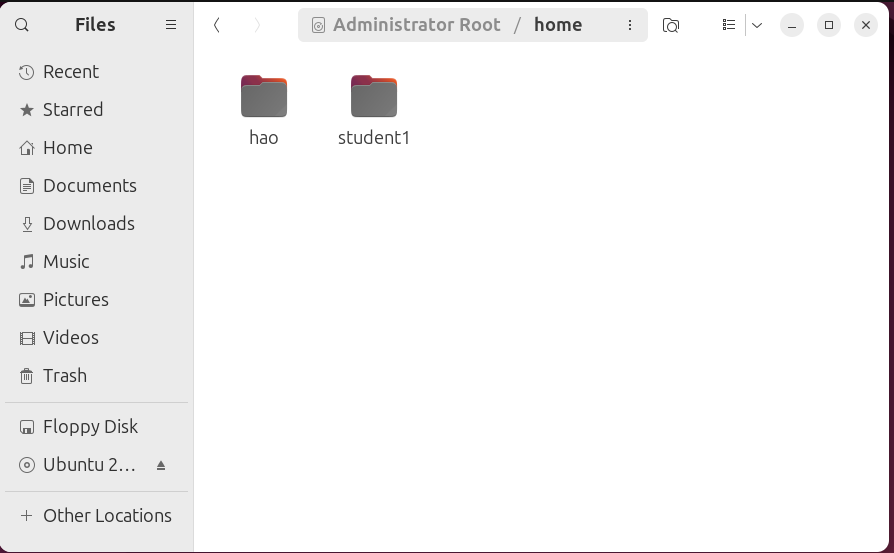 Files
Administrator Root / home
Recent
Starred
Home
Documents
Downloads
Music
Pictures
Videos
Trash
Floppy Disk
Ubuntu 2...
Other Locations
hao
student1